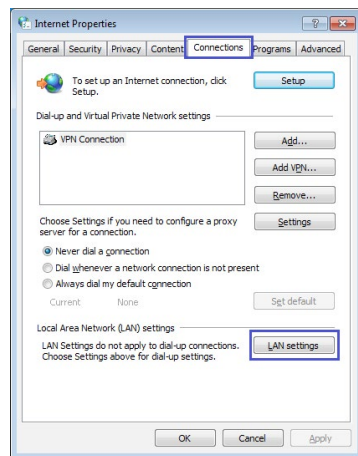 Internet Properties
General Security Privacy Content Connections Programs Advanced
To set up an Internet connection, click
Setup.
Setup
Dial-up and Virtual Private Network settings
VPN Connection
Add...
Add VPN...
Remove...
Choose Settings if you need to configure a proxy
server for a connection.
Settings
Never dial a connection
Dial whenever a network connection is not present
Always dial my default connection
Current None
Set default
Local Area Network (LAN) settings
LAN Settings do not apply to dial-up connections.
Choose Settings above for dial-up settings.
LAN settings
OK Cancel Apply